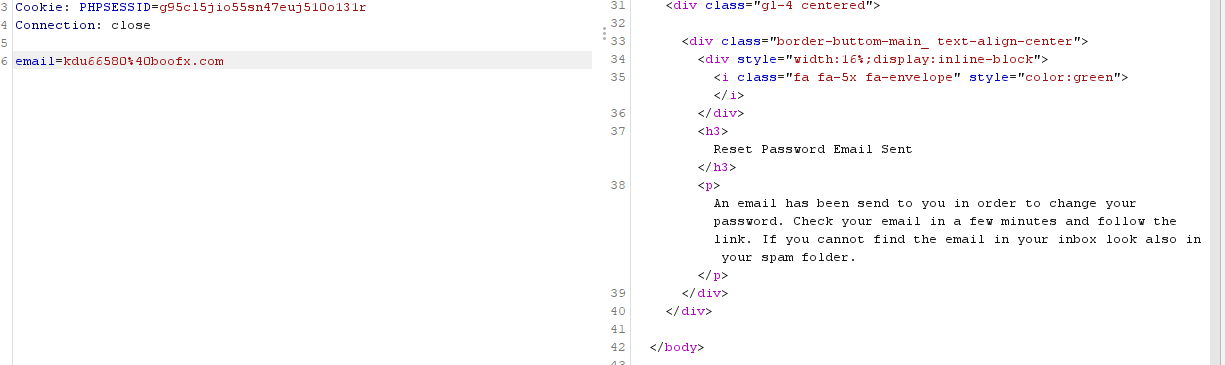 3 Cookie: PHPSESSID=g95c15jio55sn47euj510o131r
4 Connection: close
5
6 email=kdu66580%40boofx.com
31 <div class="gl-4 centered">
32
33 <div class="border-buttom-main_ text-align-center">
34 <div style="width:16%;display:inline-block">
35 <i class="fa fa-5x fa-envelope" style="color:green">
</i>
36 </div>
37 <h3>
Reset Password Email Sent
</h3>
38 <p>
An email has been send to you in order to change your
password. Check your email in a few minutes and follow the
link. If you cannot find the email in your inbox look also in
your spam folder.
</p>
39 </div>
40 </div>
41
42 </body>